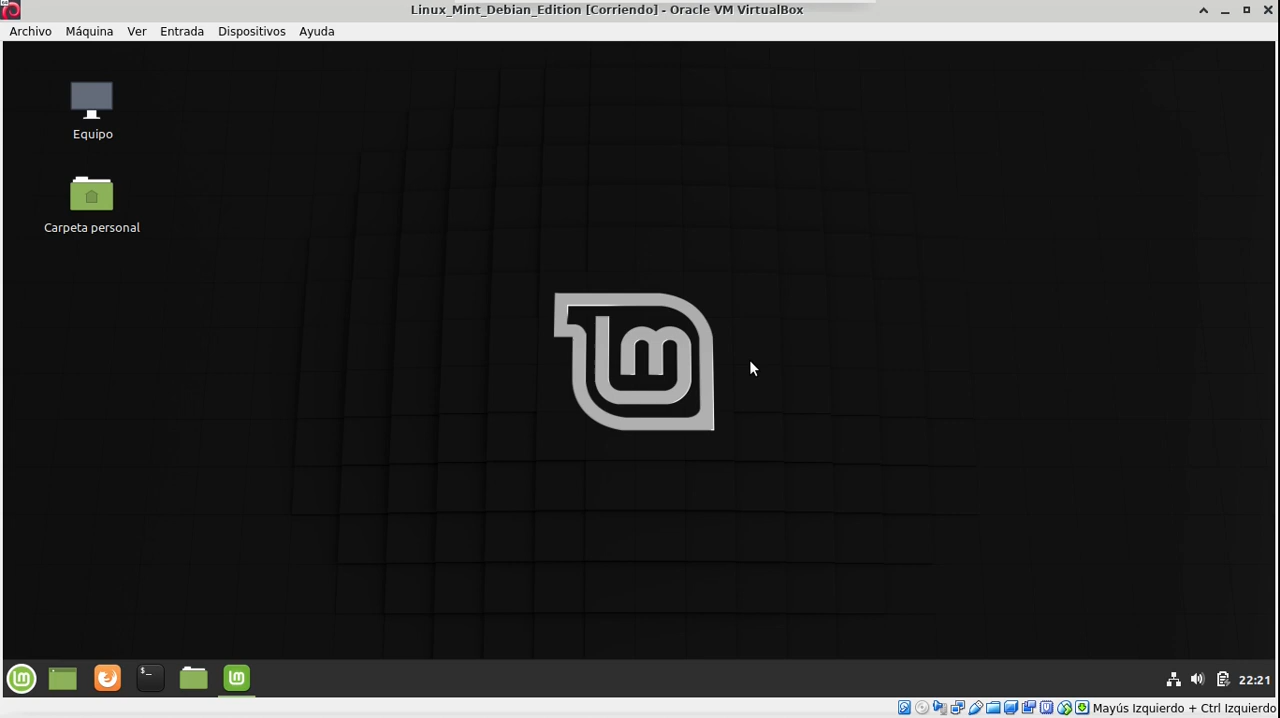 Linux_Mint_Debian_Edition [Corriendo] - Oracle VM VirtualBox
Archivo Máquina Ver Entrada Dispositivos Ayuda
Equipo
Carpeta personal
lm
22:21
Mayús Izquierdo + Ctrl Izquierdo